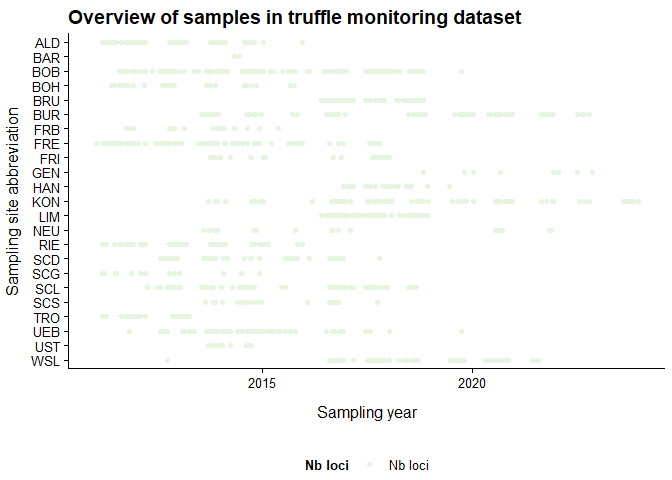 Overview of samples in truffle monitoring dataset
Sampling site abbreviation
ALD
BAR
BOB
BOH
BRU
BUR
FRB
FRE
FRI
GEN
HAN
KON
LIM
NEU
RIE
SCD
SCG
SCL
SCS
TRO
UEB
UST
WSL
2015 2020
Sampling year
Nb loci Nb loci